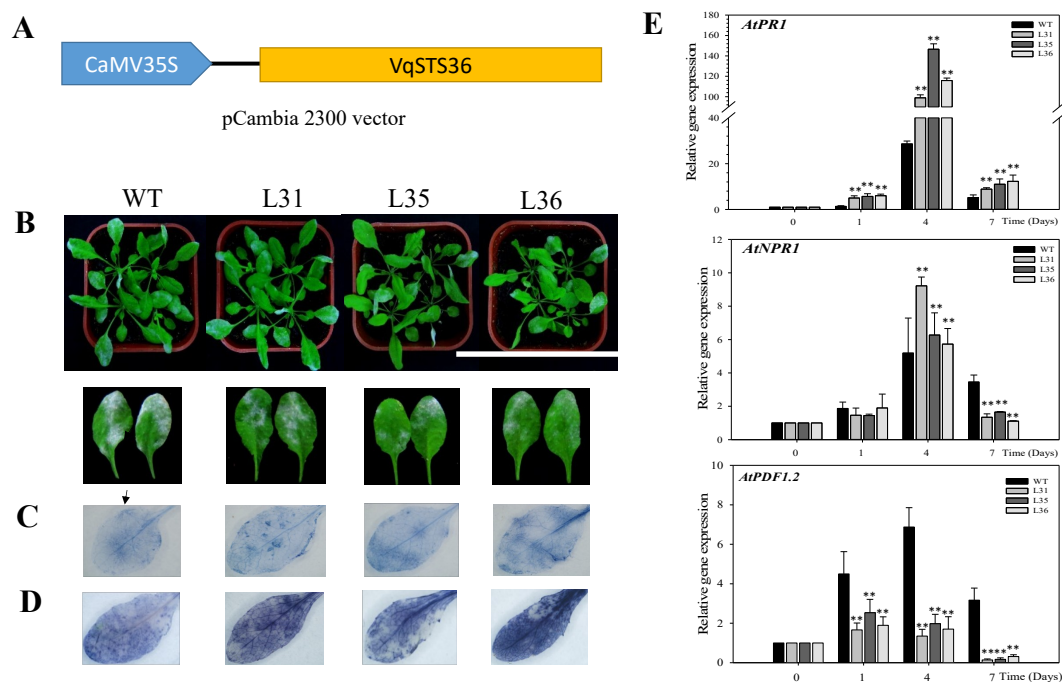 A
CaMV35S
VqSTS36
pCambia 2300 vector
B
WT
L31
L35
L36
C
D
E
AtPR1
WT
L31
L35
L36
Relative gene expression
180
160
140
120
100
40
20
0
**
**
**
**
**
**
**
**
**
0
1
4
7
Time (Days)
AtNPR1
WT
L31
L35
L36
Relative gene expression
12
10
8
6
4
2
0
**
**
**
**
**
**
0
1
4
7
Time (Days)
AtPDF1.2
WT
L31
L35
L36
Relative gene expression
10
8
6
4
2
0
**
**
**
**
**
**
****
**
0
1
4
7
Time (Days)